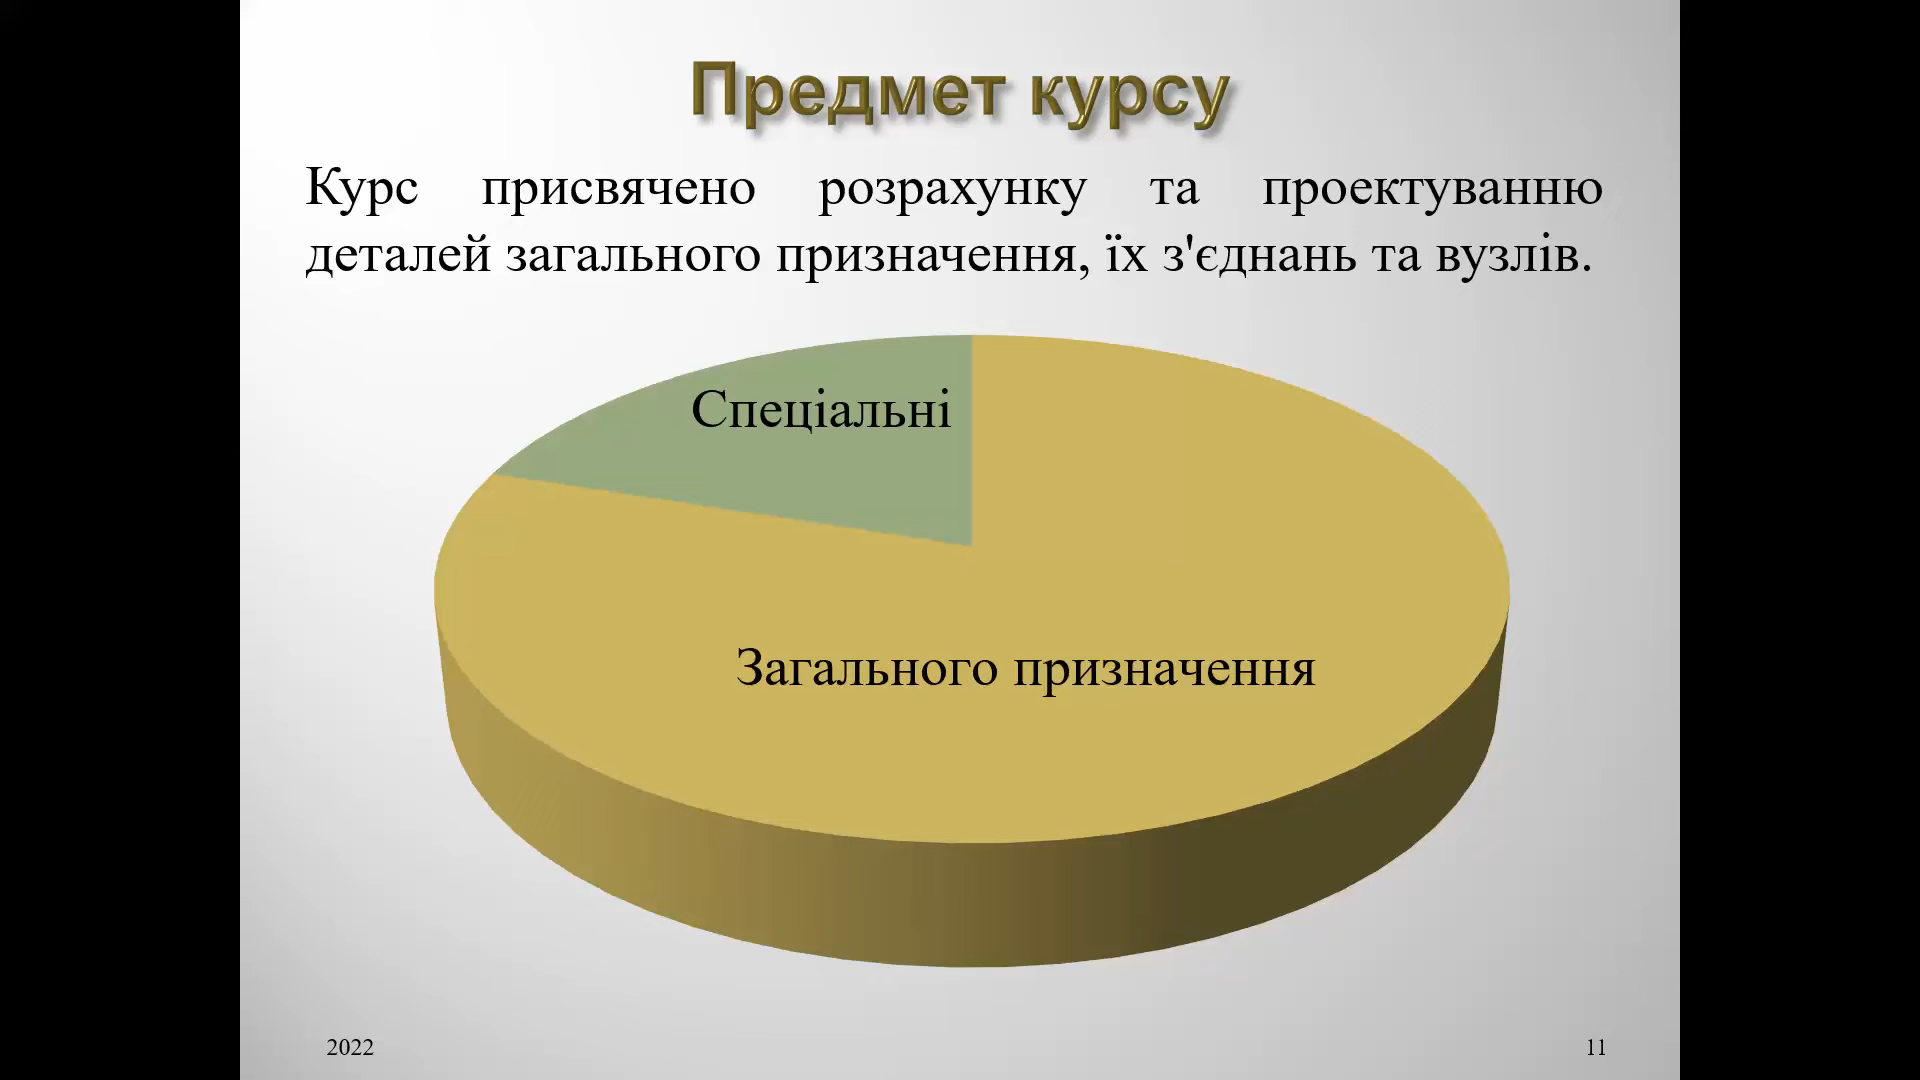 Предмет курсу
Курс присвячено розрахунку та проектуванню
деталей загального призначення, їх з'єднань та вузлів.
Спеціальні
Загального призначення
2022
11